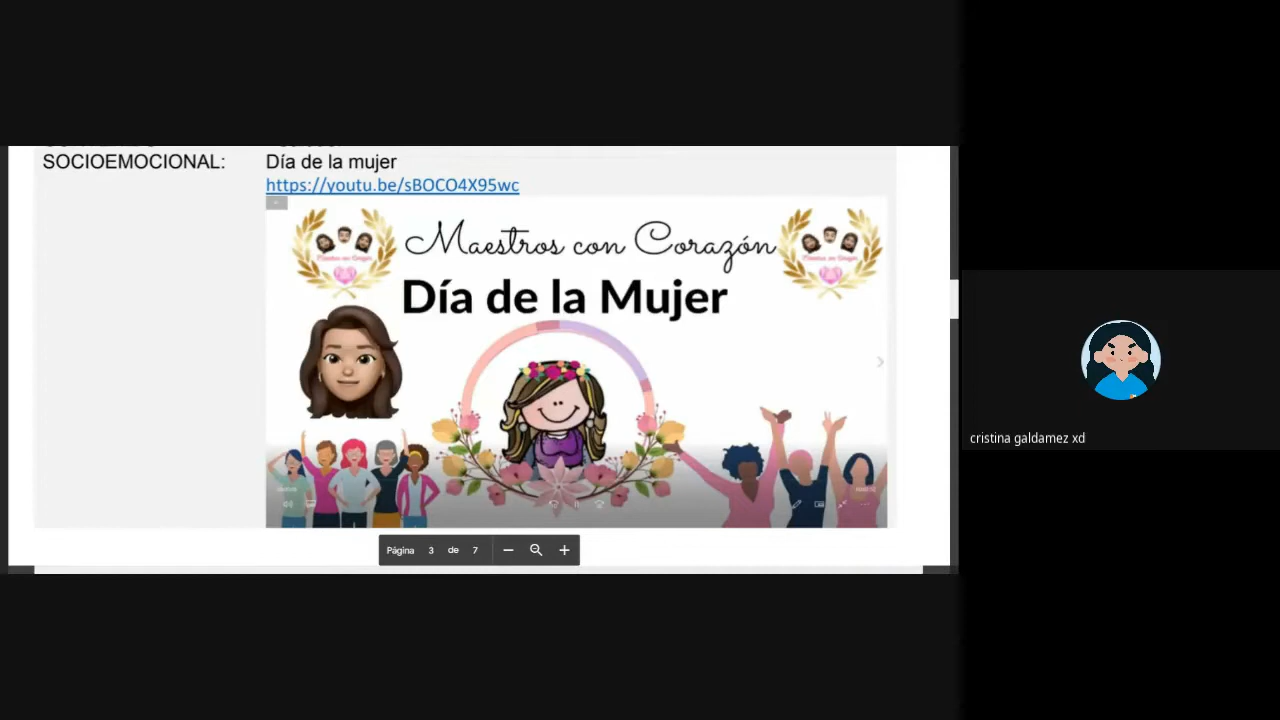 SOCIOEMOCIONAL:
Día de la mujer
https://youtu.be/sBOCO4X95wc
Maestros con Corazón
Día de la Mujer
Página 3 de 7
cristina galdamez xd